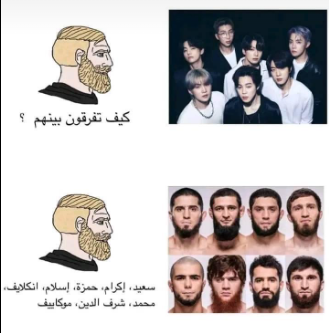 كيف تفرقون بينهم ؟
سعيد، إكرام، حمزة، إسلام، انكلايف،
محمد، شرف الدين، موكاييف